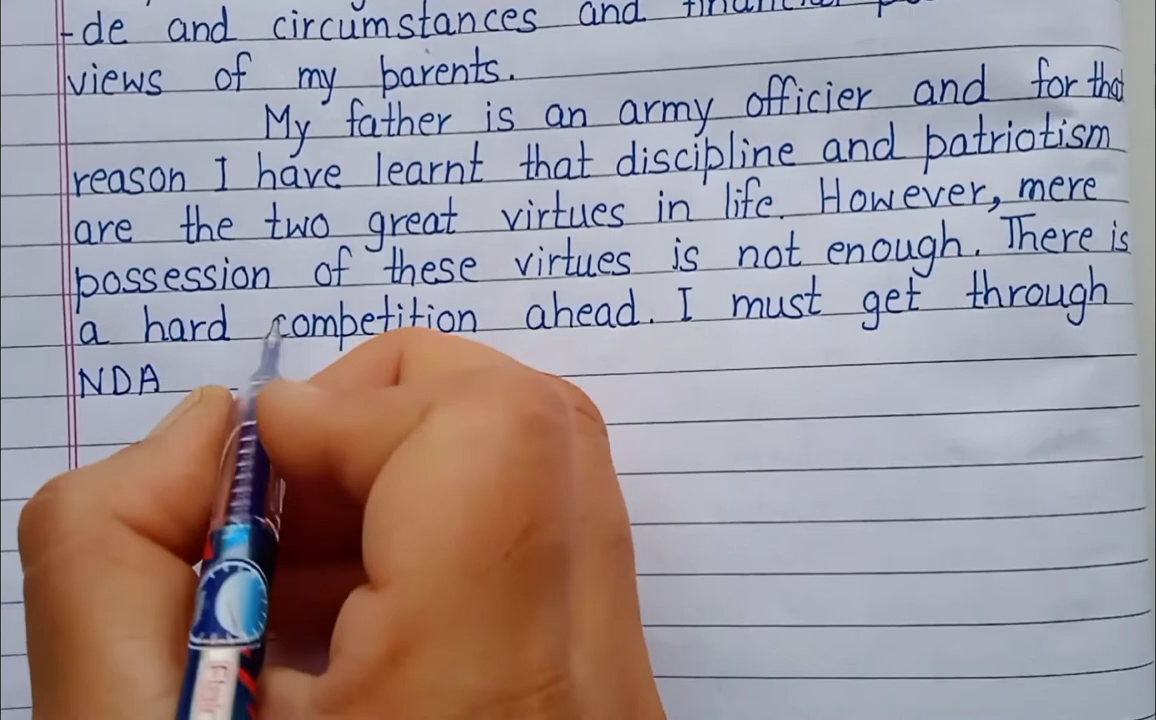 -de and circumstances and financial
views of my parents.
My father is an army officier and for that
reason I have learnt that discipline and patriotism
are the two great virtues in life. However, mere
possession of these virtues is not enough. There is
a hard competition ahead. I must get through
NDA